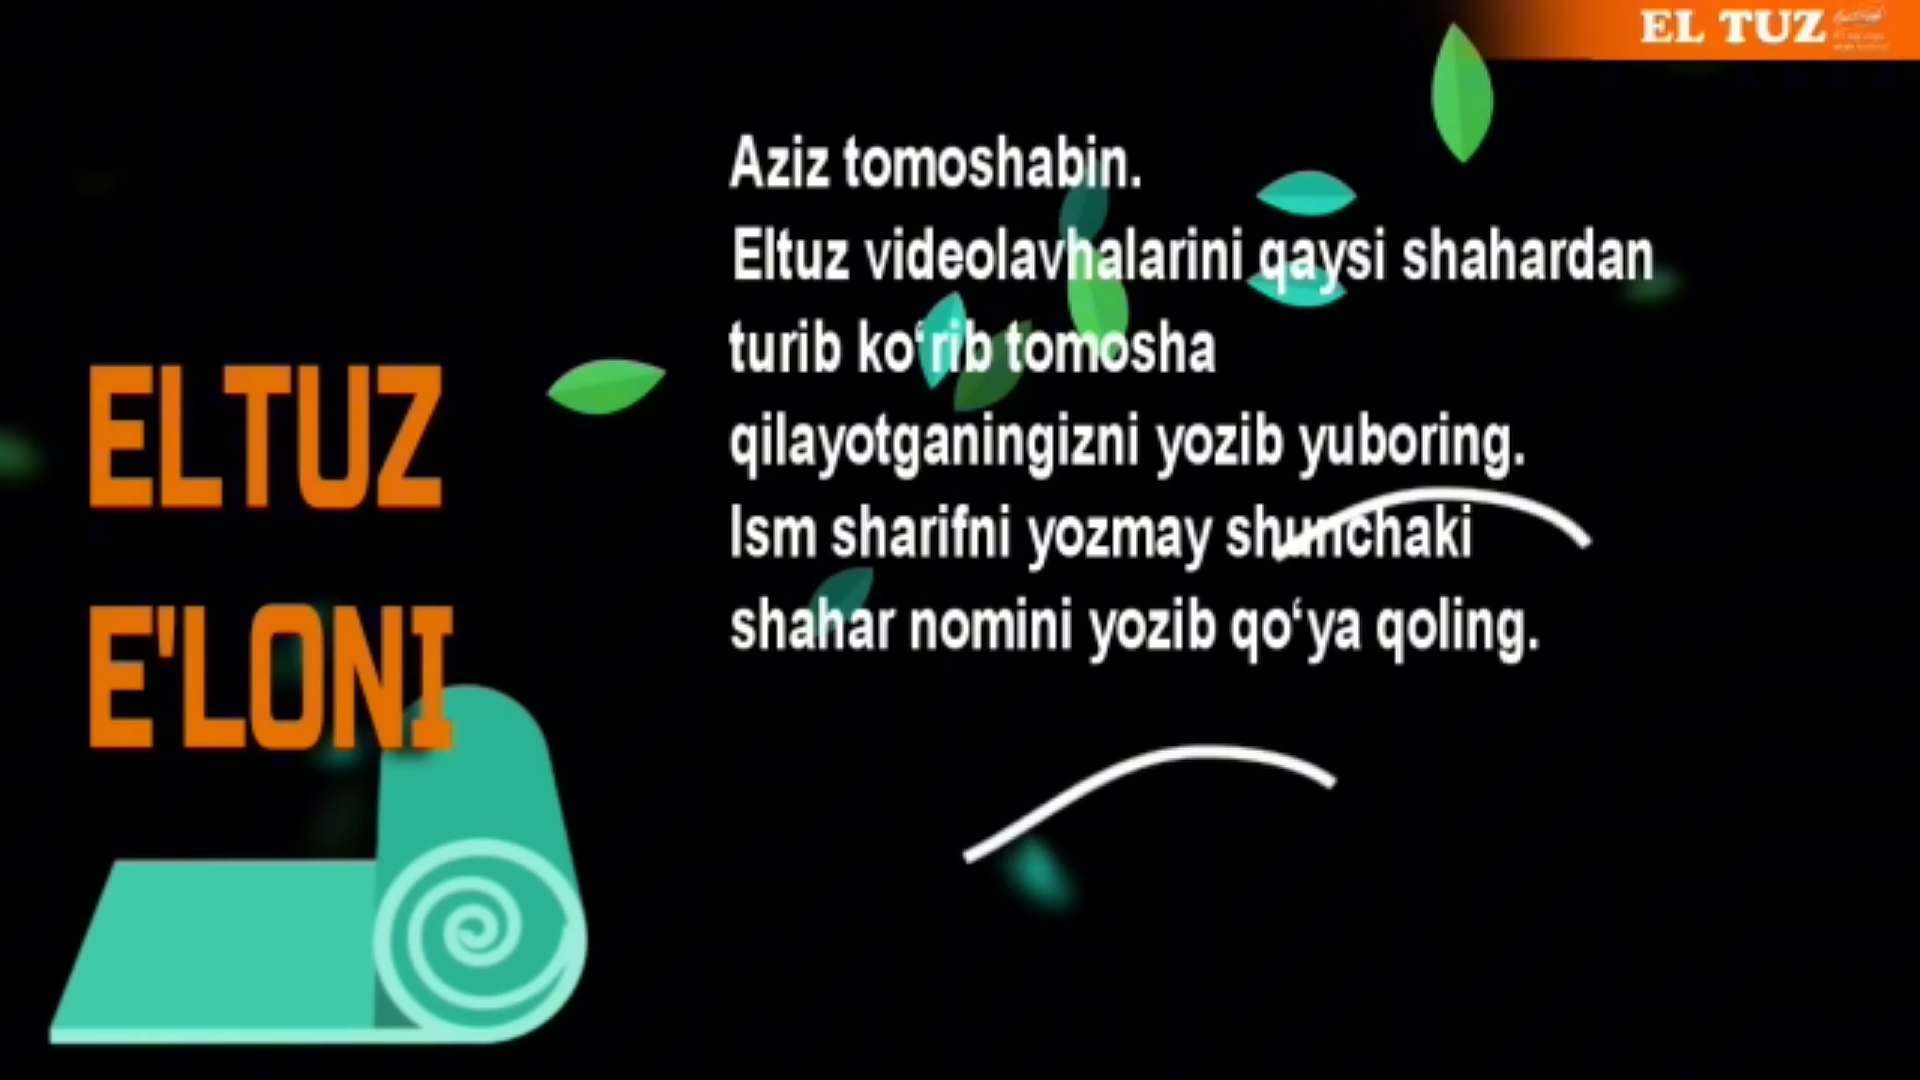 EL TUZ
Aziz tomoshabin.
Eltuz videolavhalarini qaysi shahardan
turib ko‘rib tomosha
qilayotganingizni yozib yuboring.
Ism sharifni yozmay shunchaki
shahar nomini yozib qo‘ya qoling.
ELTUZ
E'LONI